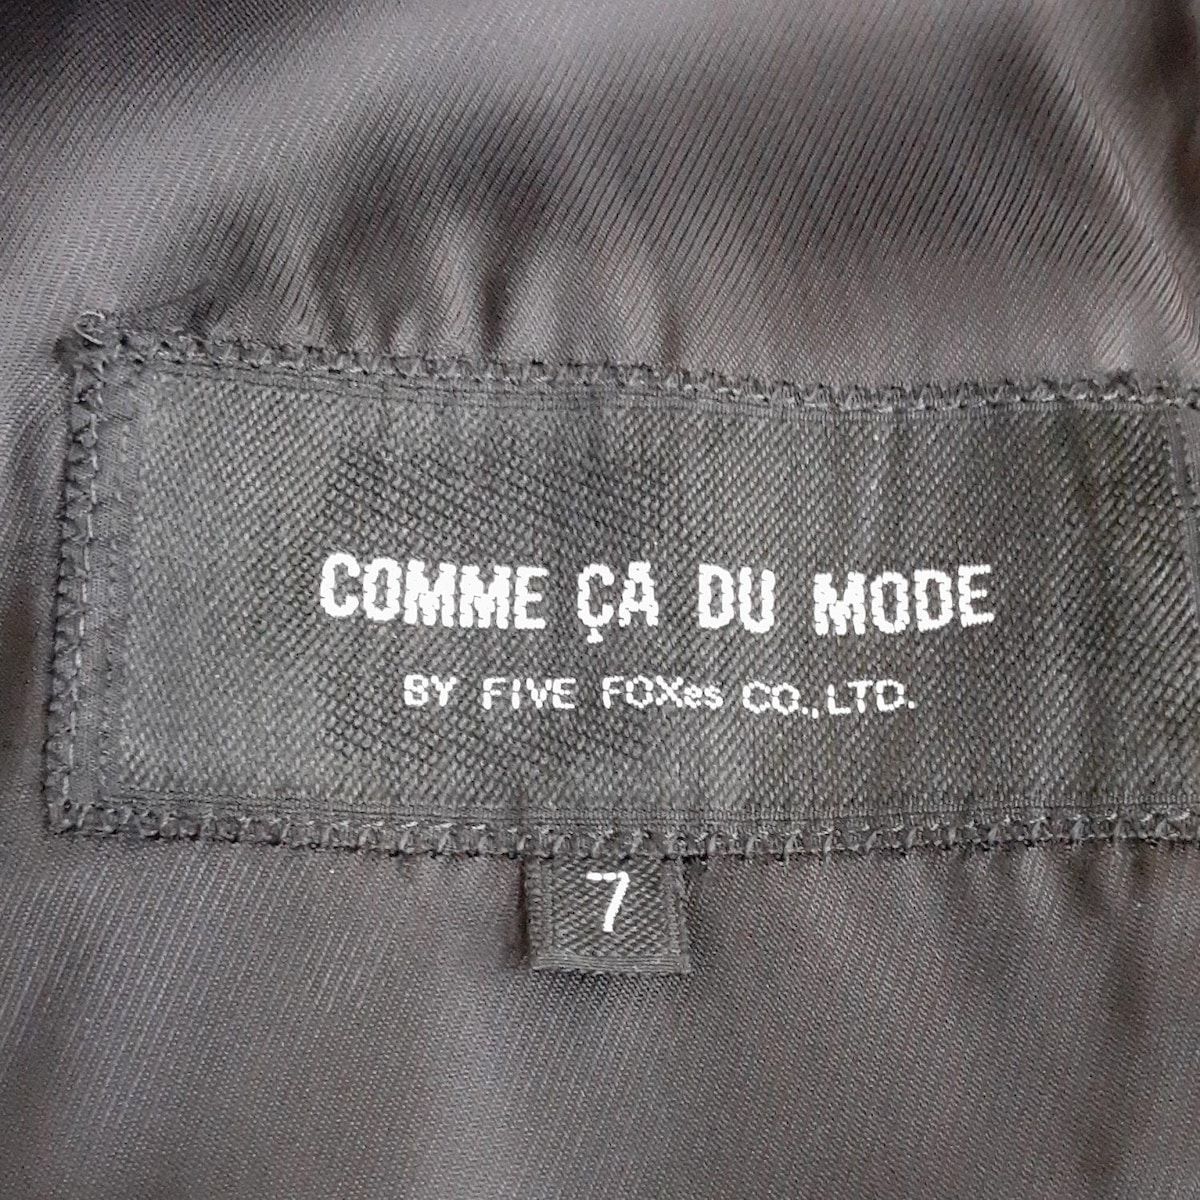 COMME ÇA DU MODE
BY FIVE FOXes CO.,LTD.
7